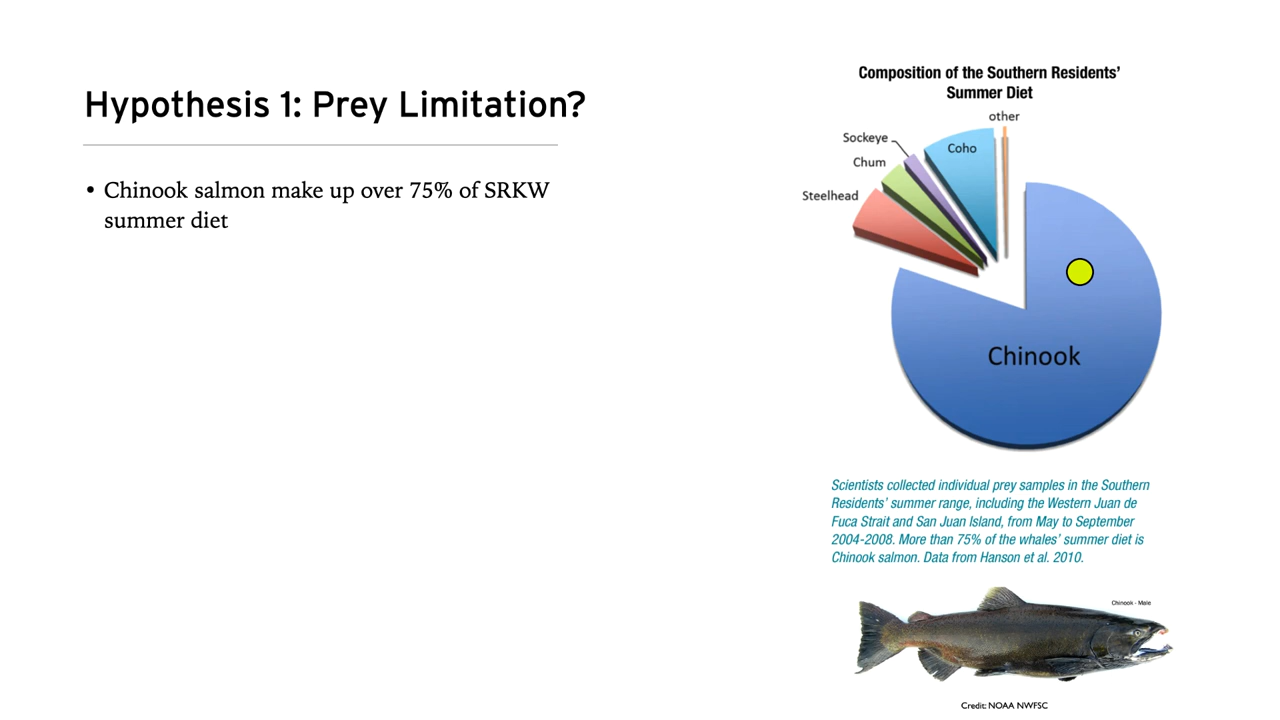 Hypothesis 1: Prey Limitation?
• Chinook salmon make up over 75% of SRKW
summer diet
Composition of the Southern Residents'
Summer Diet
other
Sockeye
Coho
Chum
Steelhead
Chinook
Scientists collected individual prey samples in the Southern
Residents' summer range, including the Western Juan de
Fuca Strait and San Juan Island, from May to September
2004-2008. More than 75% of the whales' summer diet is
Chinook salmon. Data from Hanson et al. 2010.
Chinook - Male
Credit: NOAA NWFSC